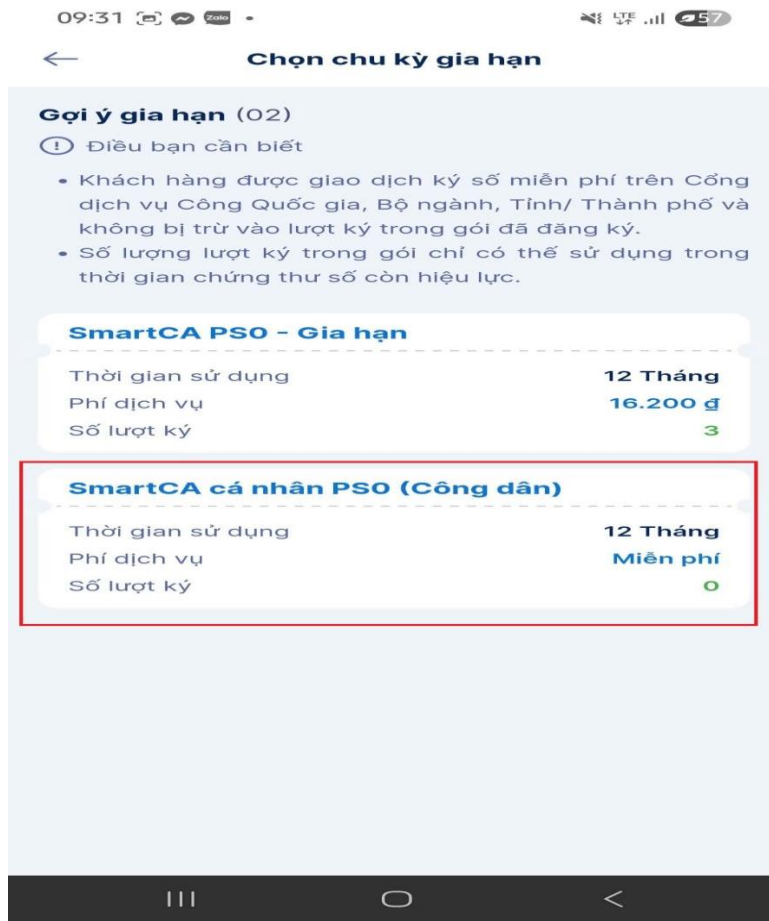 09:31 Zalo LTE 57
Chọn chu kỳ gia hạn
Gợi ý gia hạn (02)
Điều bạn cần biết
• Khách hàng được giao dịch ký số miễn phí trên Cổng
dịch vụ Công Quốc gia, Bộ ngành, Tỉnh/ Thành phố và
không bị trừ vào lượt ký trong gói đã đăng ký.
• Số lượng lượt ký trong gói chỉ có thể sử dụng trong
thời gian chứng thư số còn hiệu lực.
SmartCA PS0 - Gia hạn
Thời gian sử dụng 12 Tháng
Phí dịch vụ 16.200 ₫
Số lượt ký 3
SmartCA cá nhân PS0 (Công dân)
Thời gian sử dụng 12 Tháng
Phí dịch vụ Miễn phí
Số lượt ký 0